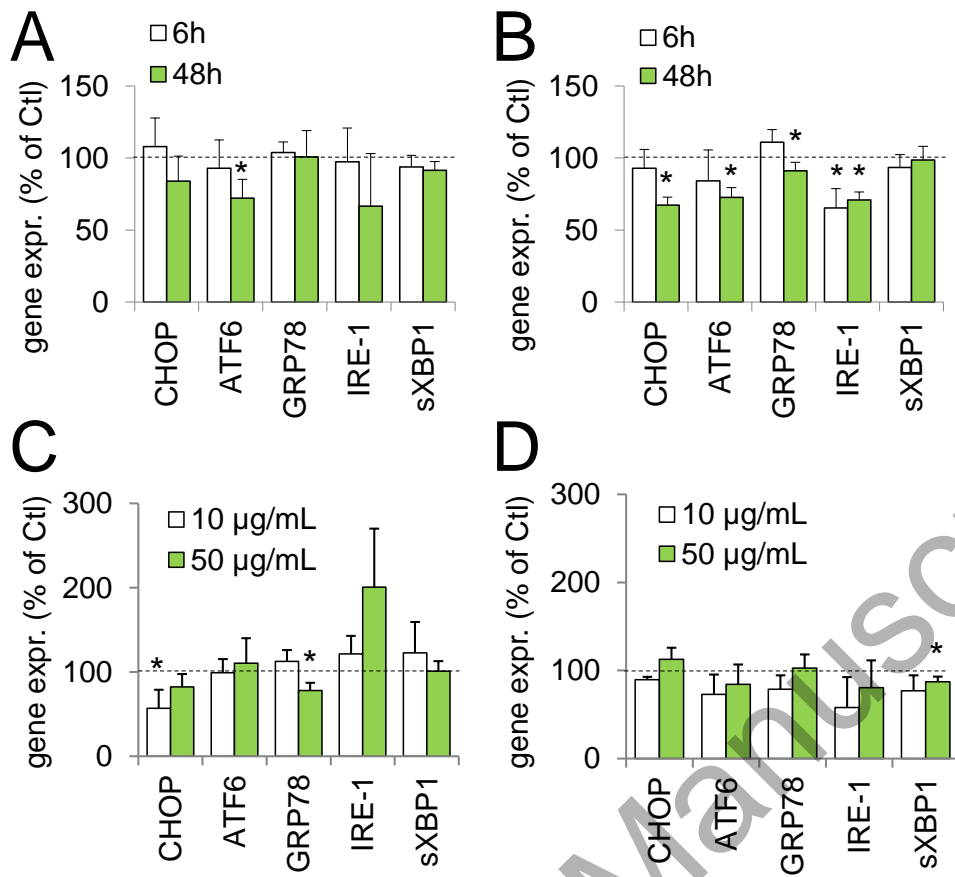 A
6h
48h
gene expr. (% of Ctl)
150
100
50
0
*
CHOP
ATF6
GRP78
IRE-1
sXBP1
B
6h
48h
gene expr. (% of Ctl)
150
100
50
0
* * * * *
CHOP
ATF6
GRP78
IRE-1
sXBP1
C
10 µg/mL
50 µg/mL
gene expr. (% of Ctl)
300
200
100
0
* *
CHOP
ATF6
GRP78
IRE-1
sXBP1
D
10 µg/mL
50 µg/mL
gene expr. (% of Ctl)
300
200
100
0
*
CHOP
ATF6
GRP78
IRE-1
sXBP1